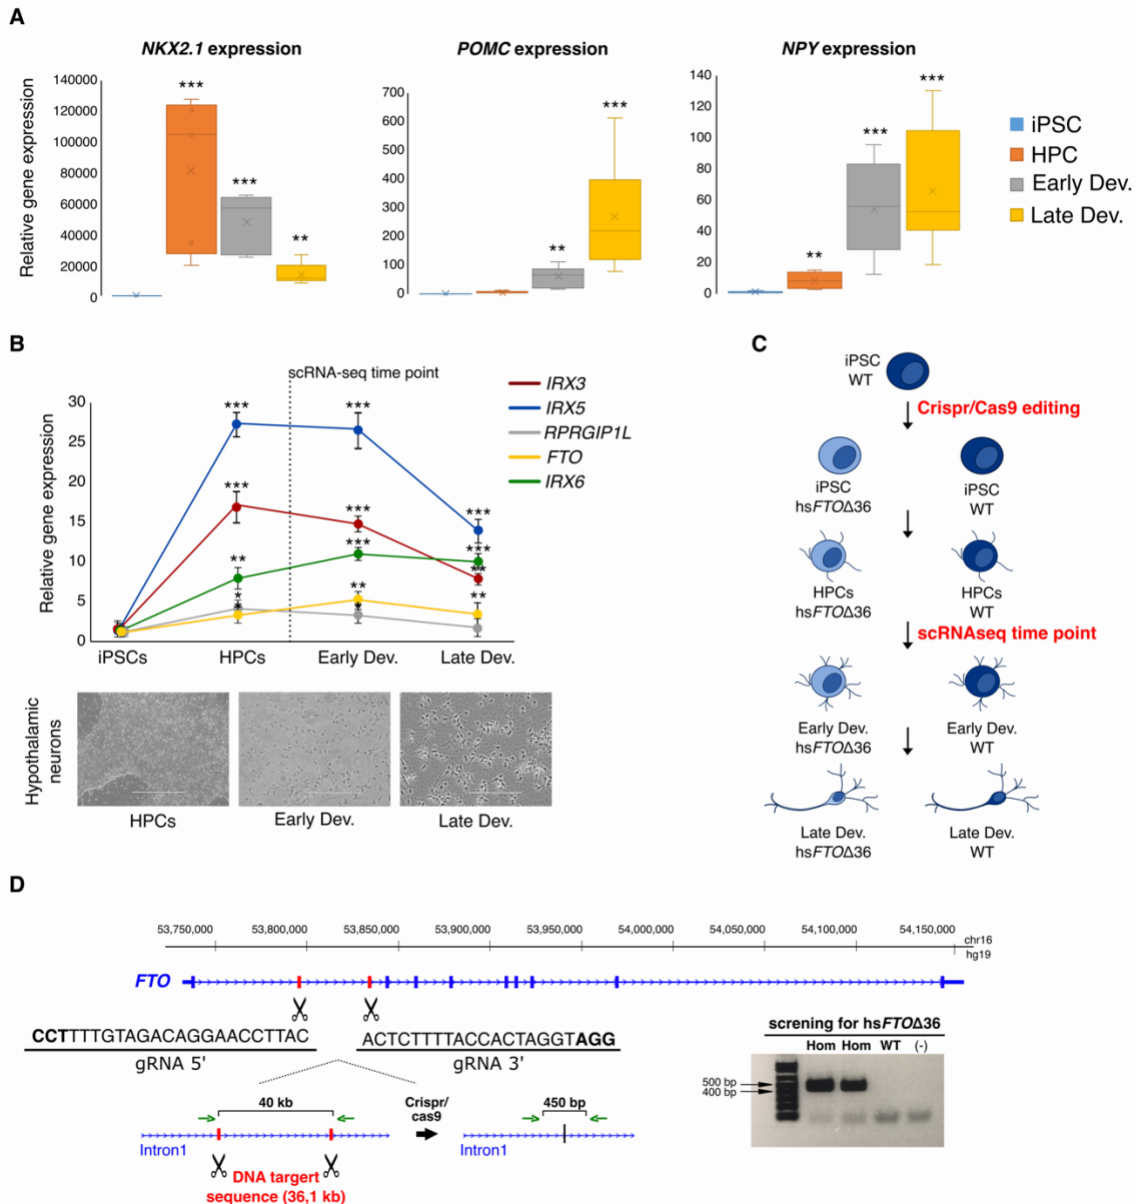 A
NKX2.1 expression
POMC expression
NPY expression
Relative gene expression
140000
120000
100000
80000
60000
40000
20000
0
***
***
**
700
600
500
400
300
200
100
0
**
***
140
120
100
80
60
40
20
0
**
***
***
iPSC
HPC
Early Dev.
Late Dev.
B
scRNA-seq time point
Relative gene expression
30
25
20
15
10
5
0
***
***
***
***
***
***
***
***
**
**
**
**
*
*
*
iPSCs
HPCs
Early Dev.
Late Dev.
IRX3
IRX5
RPRGIP1L
FTO
IRX6
Hypothalamic
neurons
HPCs
Early Dev.
Late Dev.
C
iPSC
WT
Crispr/Cas9 editing
iPSC
hsFTOΔ36
iPSC
WT
HPCs
hsFTOΔ36
HPCs
WT
scRNAseq time point
Early Dev.
hsFTOΔ36
Early Dev.
WT
Late Dev.
hsFTOΔ36
Late Dev.
WT
D
53,750,000 53,800,000 53,850,000 53,900,000 53,950,000 54,000,000 54,050,000 54,100,000 54,150,000
chr16
hg19
FTO
CCTTTTGTAGACAGGAACCTTAC
gRNA 5'
ACTCTTTTACCACTAGGTAGG
gRNA 3'
40 kb
Intron1
DNA targert
sequence (36,1 kb)
Crispr/
cas9
450 bp
Intron1
screning for hsFTOΔ36
Hom Hom WT (-)
500 bp
400 bp